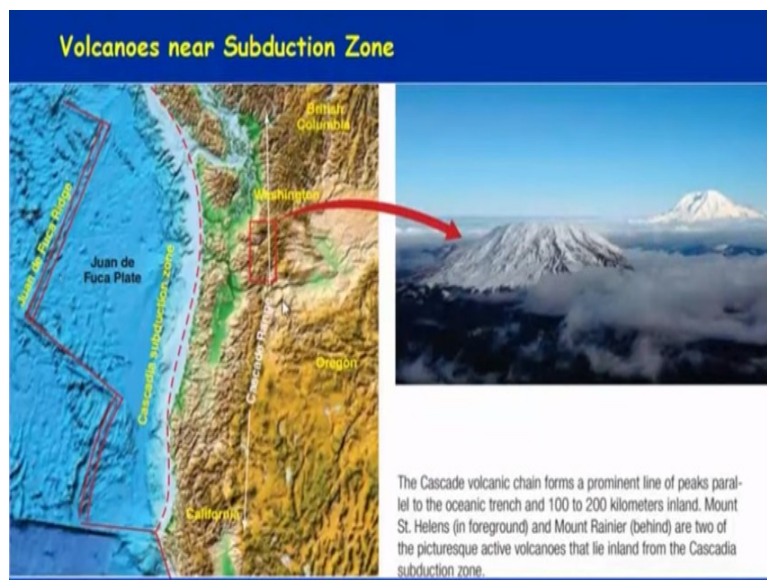 Volcanoes near Subduction Zone
British
Columbia
Washington
Juan de Fuca Ridge
Juan de
Fuca Plate
Cascadia subduction zone
Cascade Range
Oregon
California
The Cascade volcanic chain forms a prominent line of peaks paral-
lel to the oceanic trench and 100 to 200 kilometers inland. Mount
St. Helens (in foreground) and Mount Rainier (behind) are two of
the picturesque active volcanoes that lie inland from the Cascadia
subduction zone.